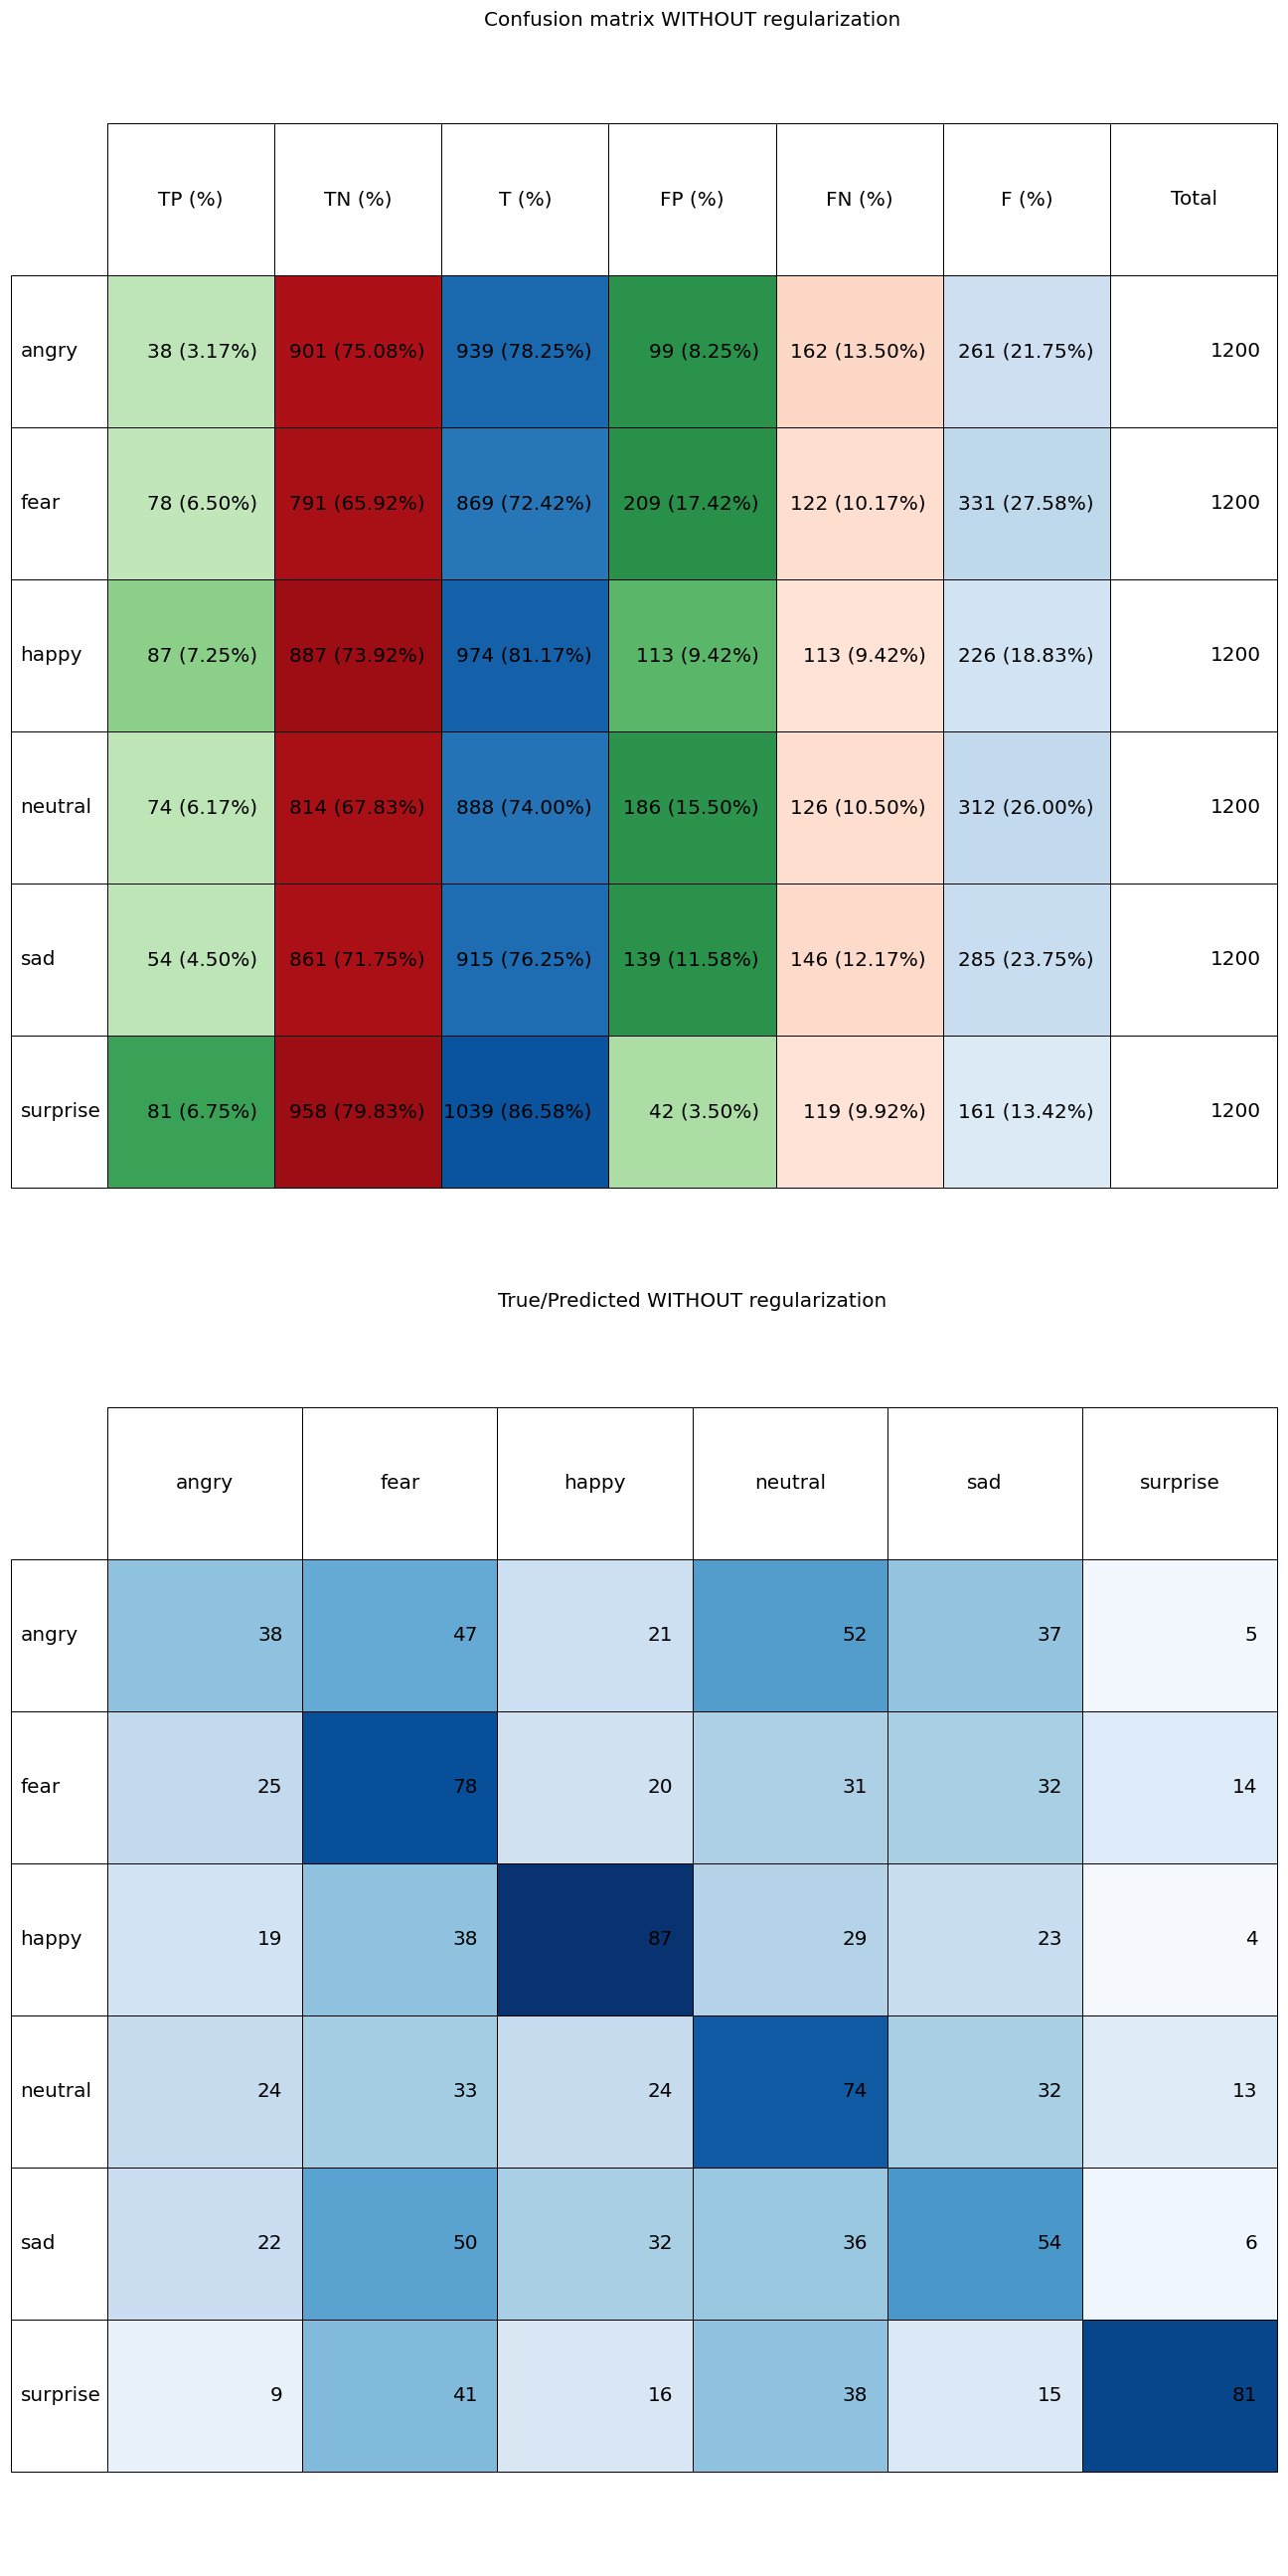 Confusion matrix WITHOUT regularization
TP (%) TN (%) T (%) FP (%) FN (%) F (%) Total
angry 38 (3.17%) 901 (75.08%) 939 (78.25%) 99 (8.25%) 162 (13.50%) 261 (21.75%) 1200
fear 78 (6.50%) 791 (65.92%) 869 (72.42%) 209 (17.42%) 122 (10.17%) 331 (27.58%) 1200
happy 87 (7.25%) 887 (73.92%) 974 (81.17%) 113 (9.42%) 113 (9.42%) 226 (18.83%) 1200
neutral 74 (6.17%) 814 (67.83%) 888 (74.00%) 186 (15.50%) 126 (10.50%) 312 (26.00%) 1200
sad 54 (4.50%) 861 (71.75%) 915 (76.25%) 139 (11.58%) 146 (12.17%) 285 (23.75%) 1200
surprise 81 (6.75%) 958 (79.83%) 1039 (86.58%) 42 (3.50%) 119 (9.92%) 161 (13.42%) 1200
True/Predicted WITHOUT regularization
angry fear happy neutral sad surprise
angry 38 47 21 52 37 5
fear 25 78 20 31 32 14
happy 19 38 87 29 23 4
neutral 24 33 24 74 32 13
sad 22 50 32 36 54 6
surprise 9 41 16 38 15 81